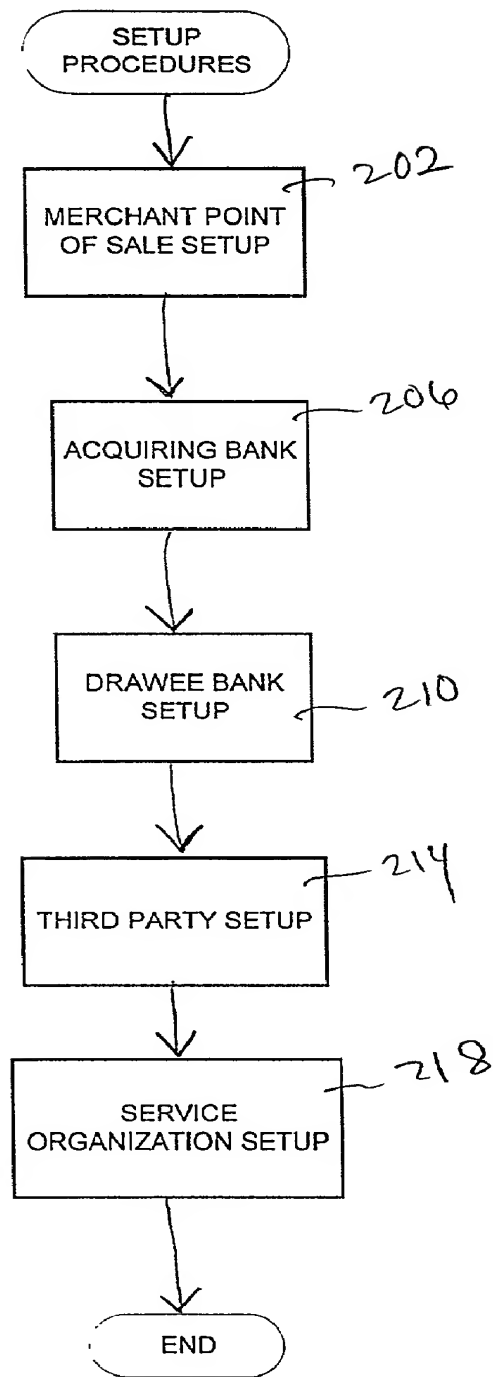 SETUP
PROCEDURES
202
MERCHANT POINT
OF SALE SETUP
206
ACQUIRING BANK
SETUP
210
DRAWEE BANK
SETUP
214
THIRD PARTY SETUP
218
SERVICE
ORGANIZATION SETUP
END